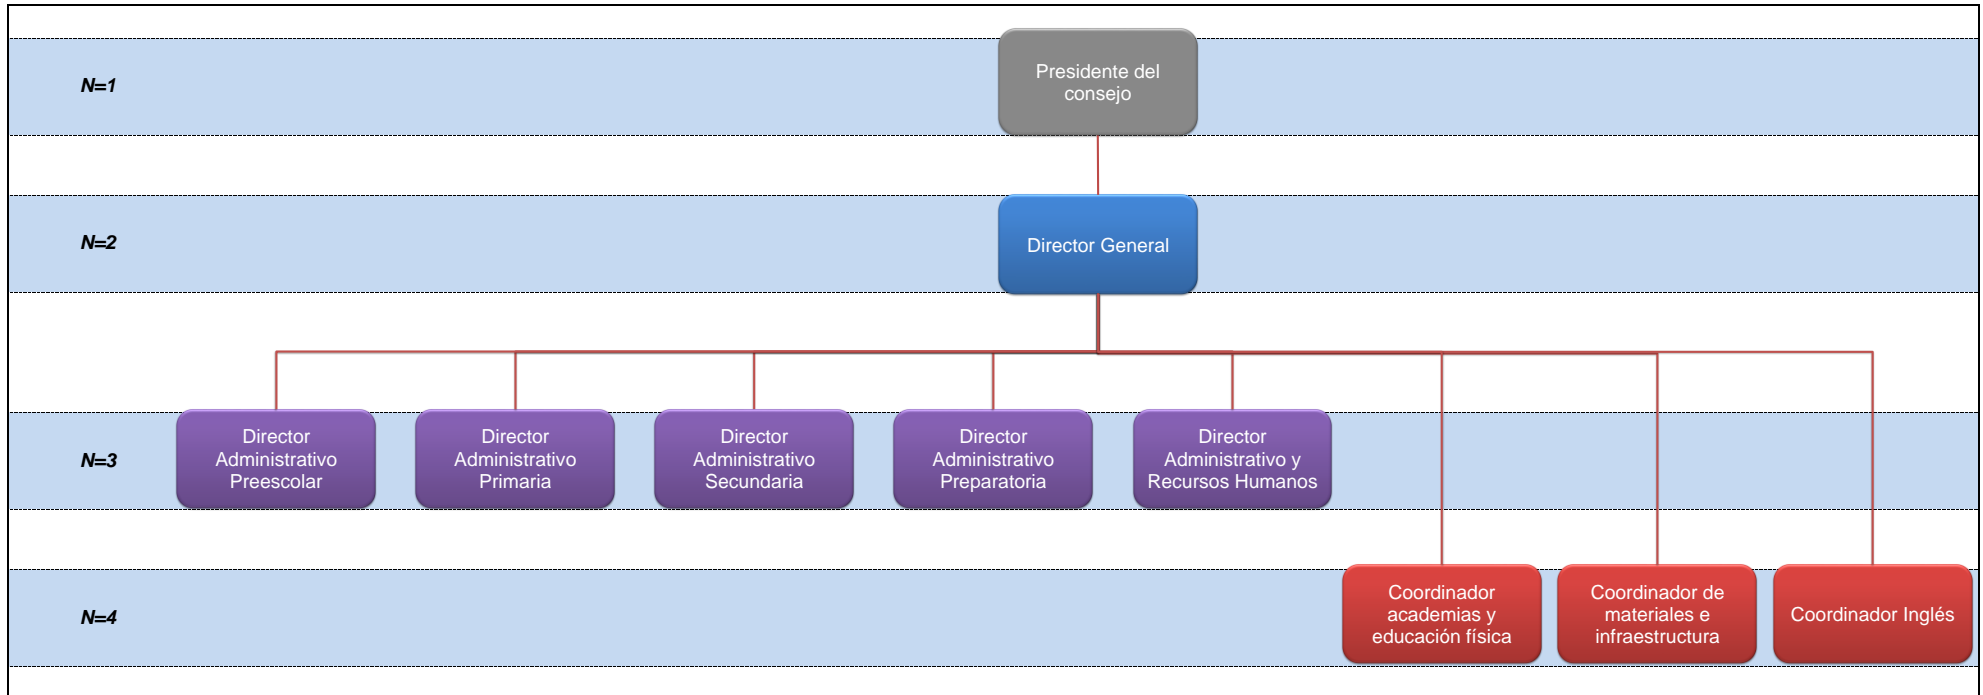 N=1
Presidente del
consejo
N=2
Director General
N=3
Director
Administrativo
Preescolar
Director
Administrativo
Primaria
Director
Administrativo
Secundaria
Director
Administrativo
Preparatoria
Director
Administrativo y
Recursos Humanos
N=4
Coordinador
academias y
educación física
Coordinador de
materiales e
infraestructura
Coordinador Inglés